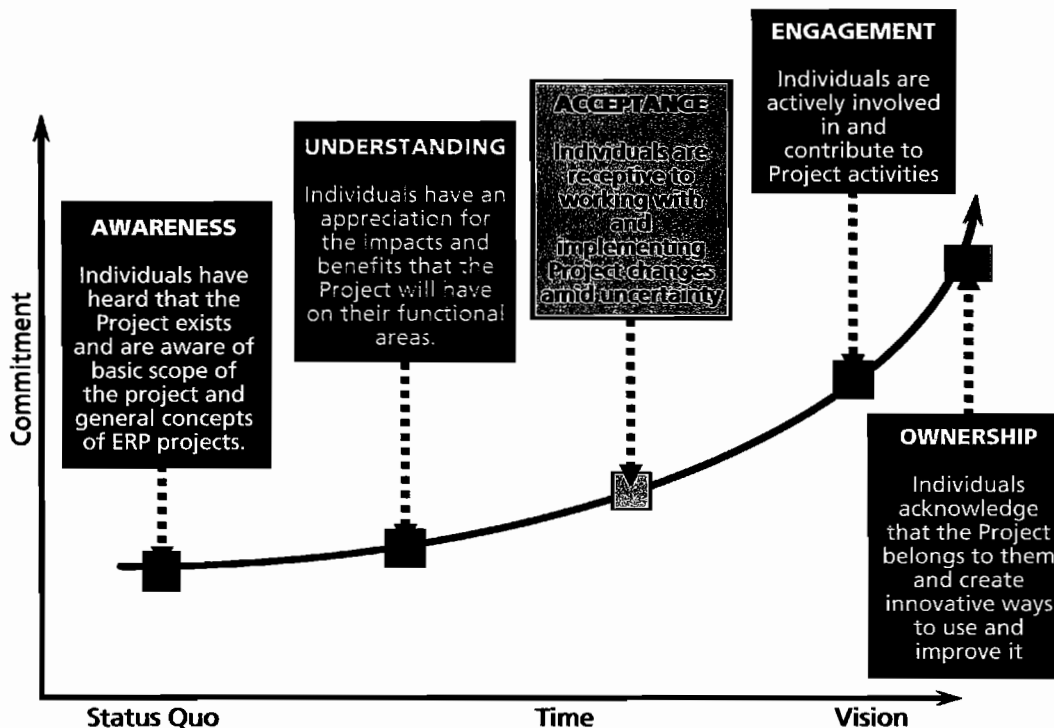 Commitment
AWARENESS
Individuals have
heard that the
Project exists
and are aware of
basic scope of
the project and
general concepts
of ERP projects.
UNDERSTANDING
Individuals have an
appreciation for
the impacts and
benefits that the
Project will have
on their functional
areas.
ACCEPTANCE
Individuals are
receptive to
working with
and
implementing
Project changes
amid uncertainty
ENGAGEMENT
Individuals are
actively involved
in and
contribute to
Project activities
OWNERSHIP
Individuals
acknowledge
that the Project
belongs to them
and create
innovative ways
to use and
improve it
Status Quo
Time
Vision